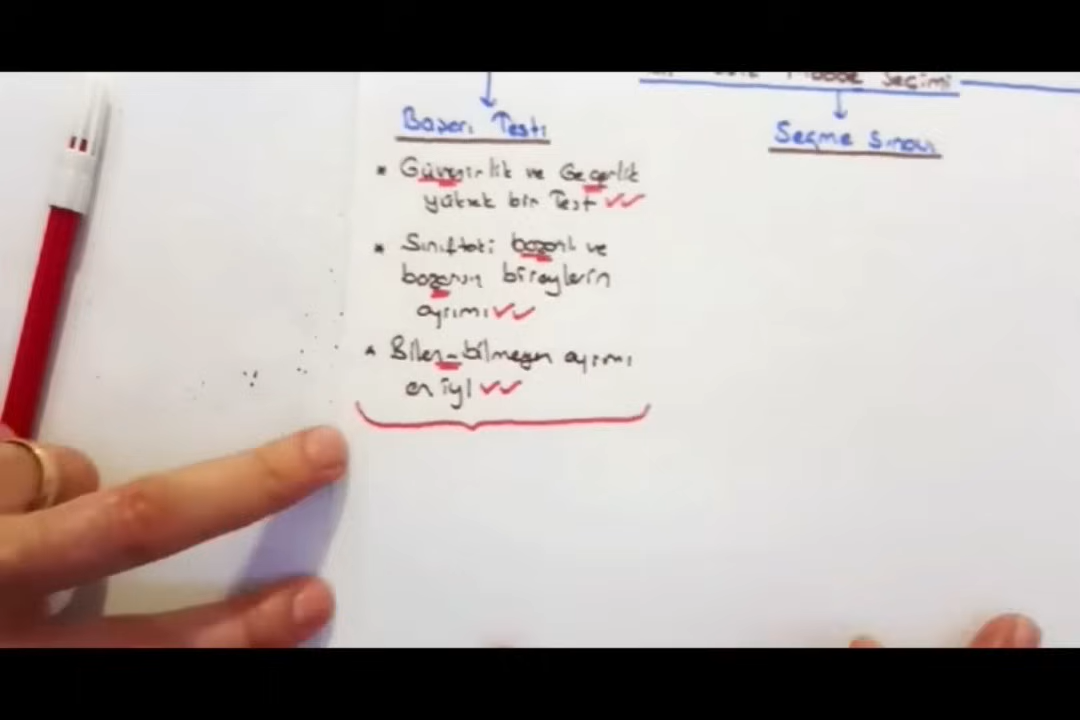 Madde Seçimi
Başarı Testi
Seçme Sınavı
* Güvenirlik ve Geçerlik
yüksek bir Test ✓✓
* Sınıftaki başarılı ve
başarısız bireylerin
ayrımı ✓✓
* Bilen-bilmeyen ayrımı
en iyi ✓✓